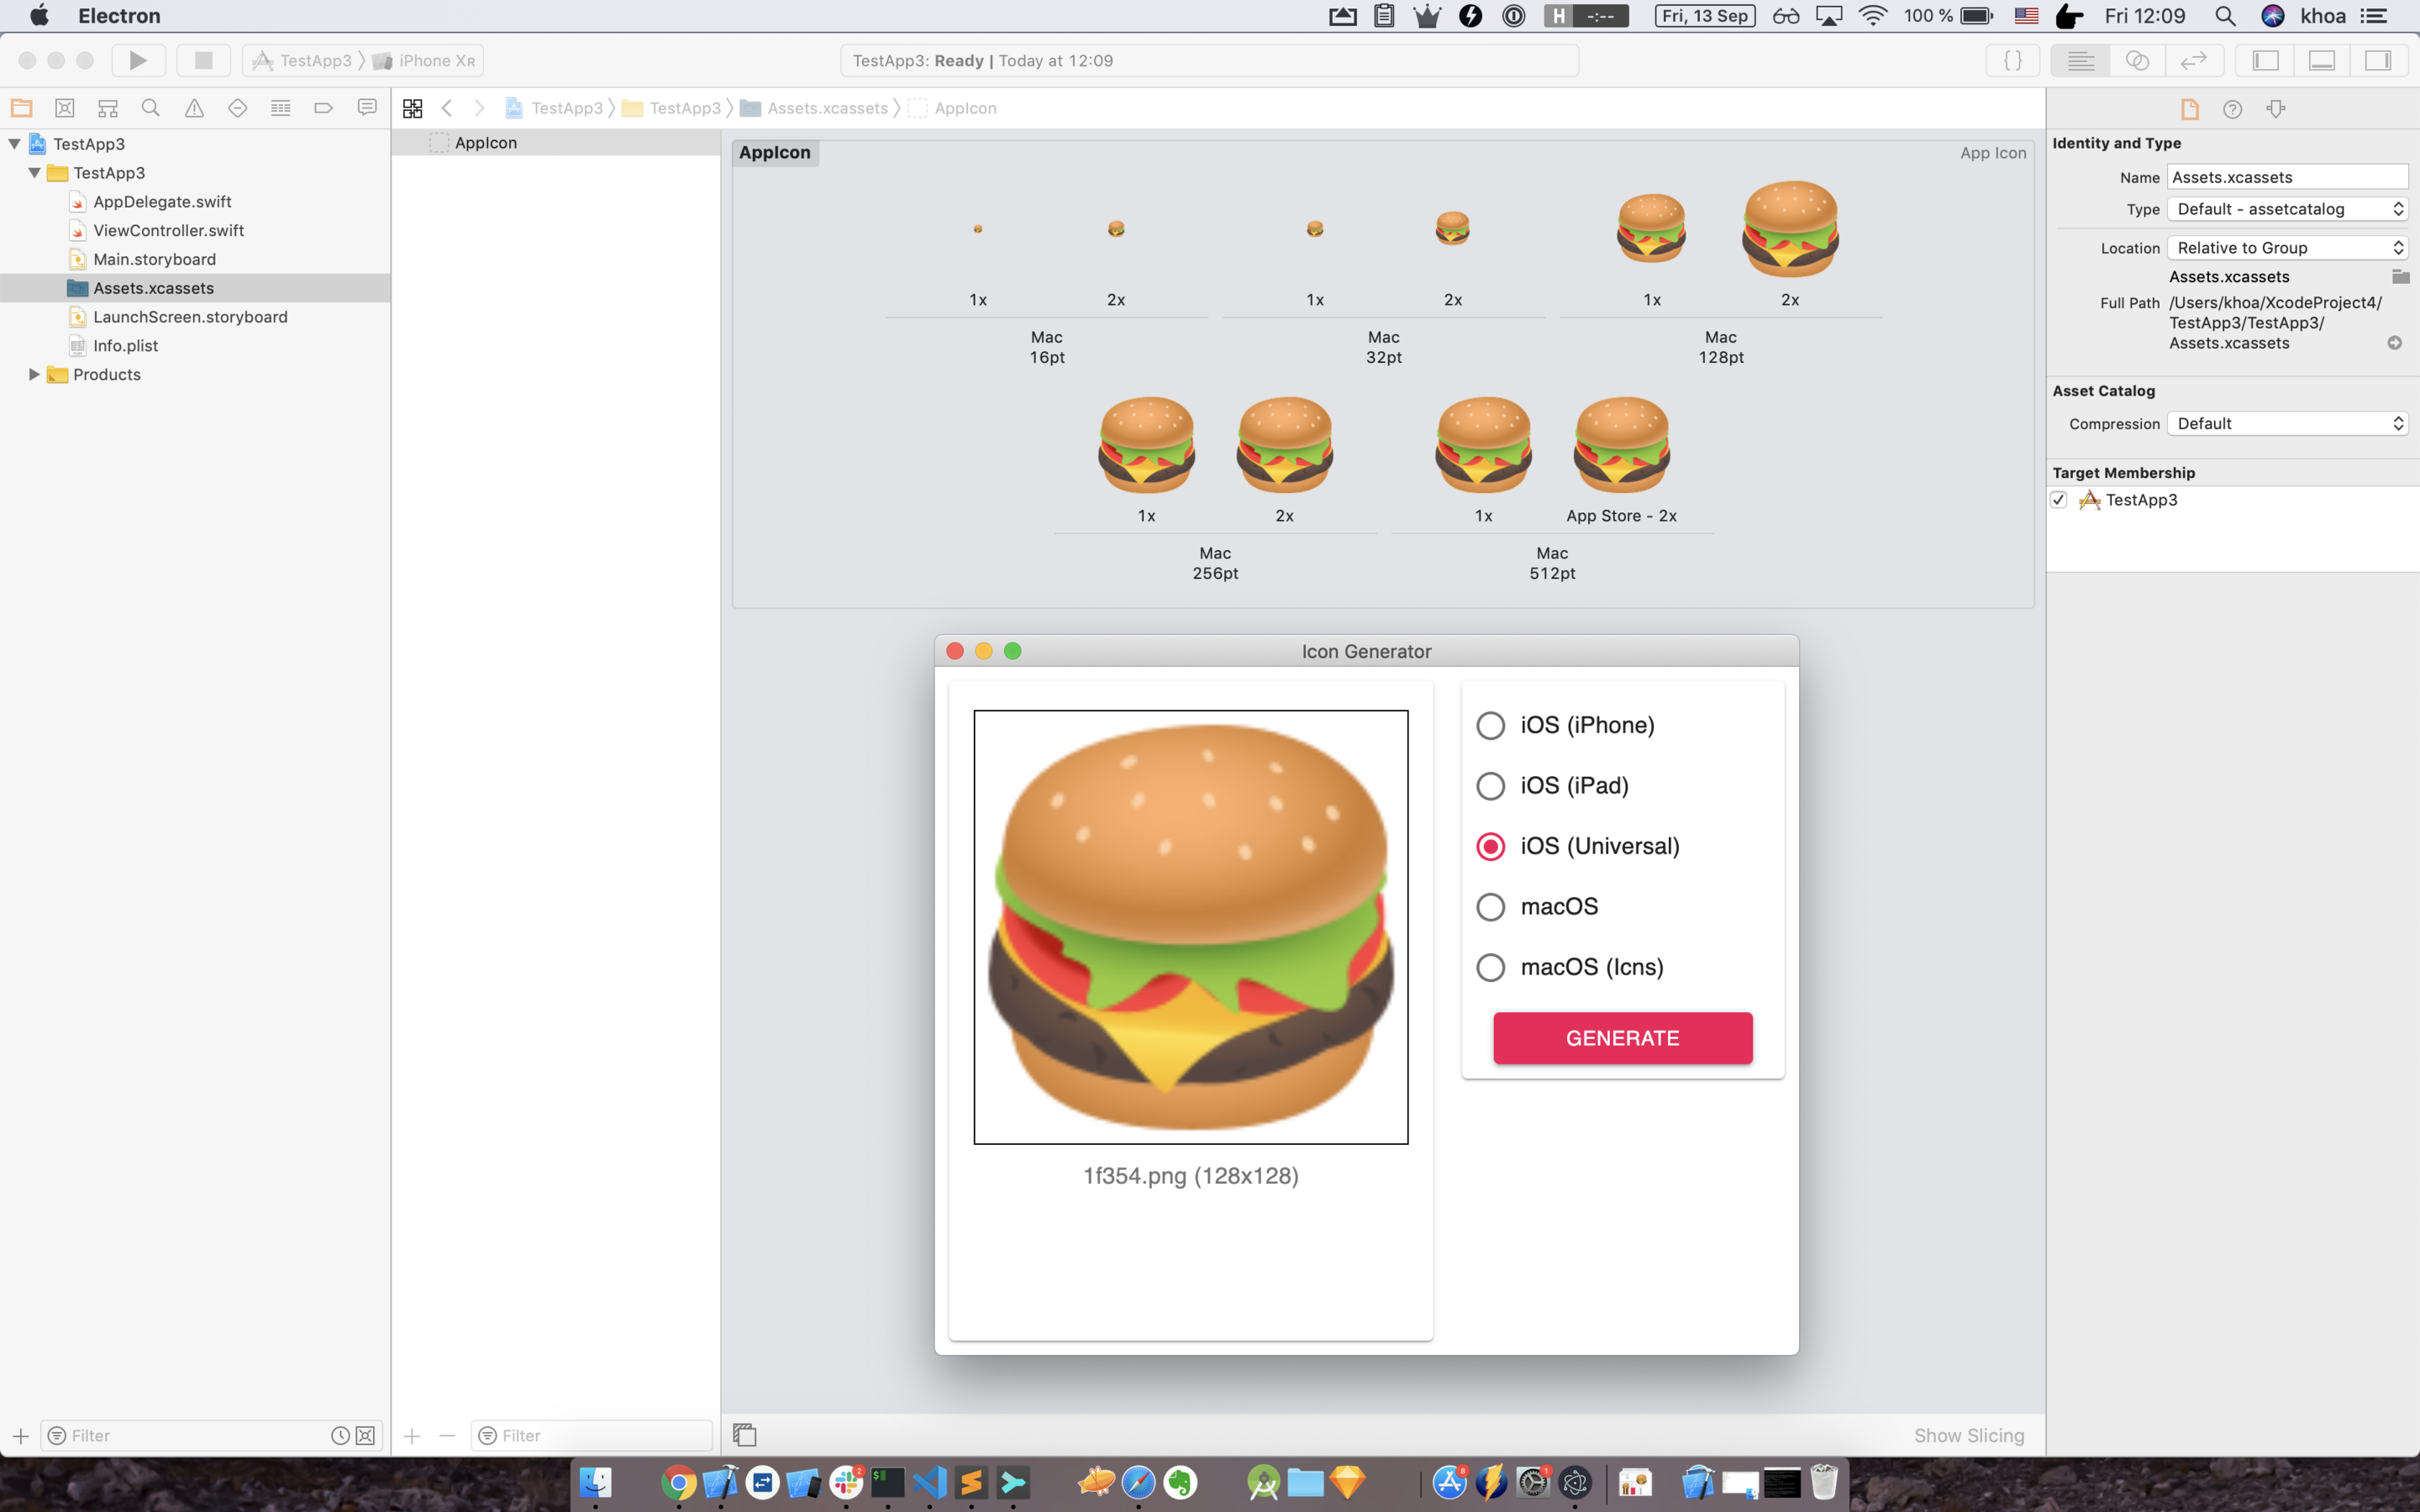 Electron
H -:--
Fri, 13 Sep
100 %
Fri 12:09
khoa
TestApp3
iPhone XR
TestApp3: Ready | Today at 12:09
{ }
TestApp3
TestApp3
Assets.xcassets
AppIcon
TestApp3
TestApp3
AppDelegate.swift
ViewController.swift
Main.storyboard
Assets.xcassets
LaunchScreen.storyboard
Info.plist
Products
AppIcon
AppIcon
App Icon
1x
2x
1x
2x
1x
2x
Mac
16pt
Mac
32pt
Mac
128pt
1x
2x
1x
App Store - 2x
Mac
256pt
Mac
512pt
Icon Generator
1f354.png (128x128)
iOS (iPhone)
iOS (iPad)
iOS (Universal)
macOS
macOS (Icns)
GENERATE
Identity and Type
Name Assets.xcassets
Type Default - assetcatalog
Location Relative to Group
Assets.xcassets
Full Path /Users/khoa/XcodeProject4/
TestApp3/TestApp3/
Assets.xcassets
Asset Catalog
Compression Default
Target Membership
TestApp3
Filter
Filter
Show Slicing
2
$
8
1